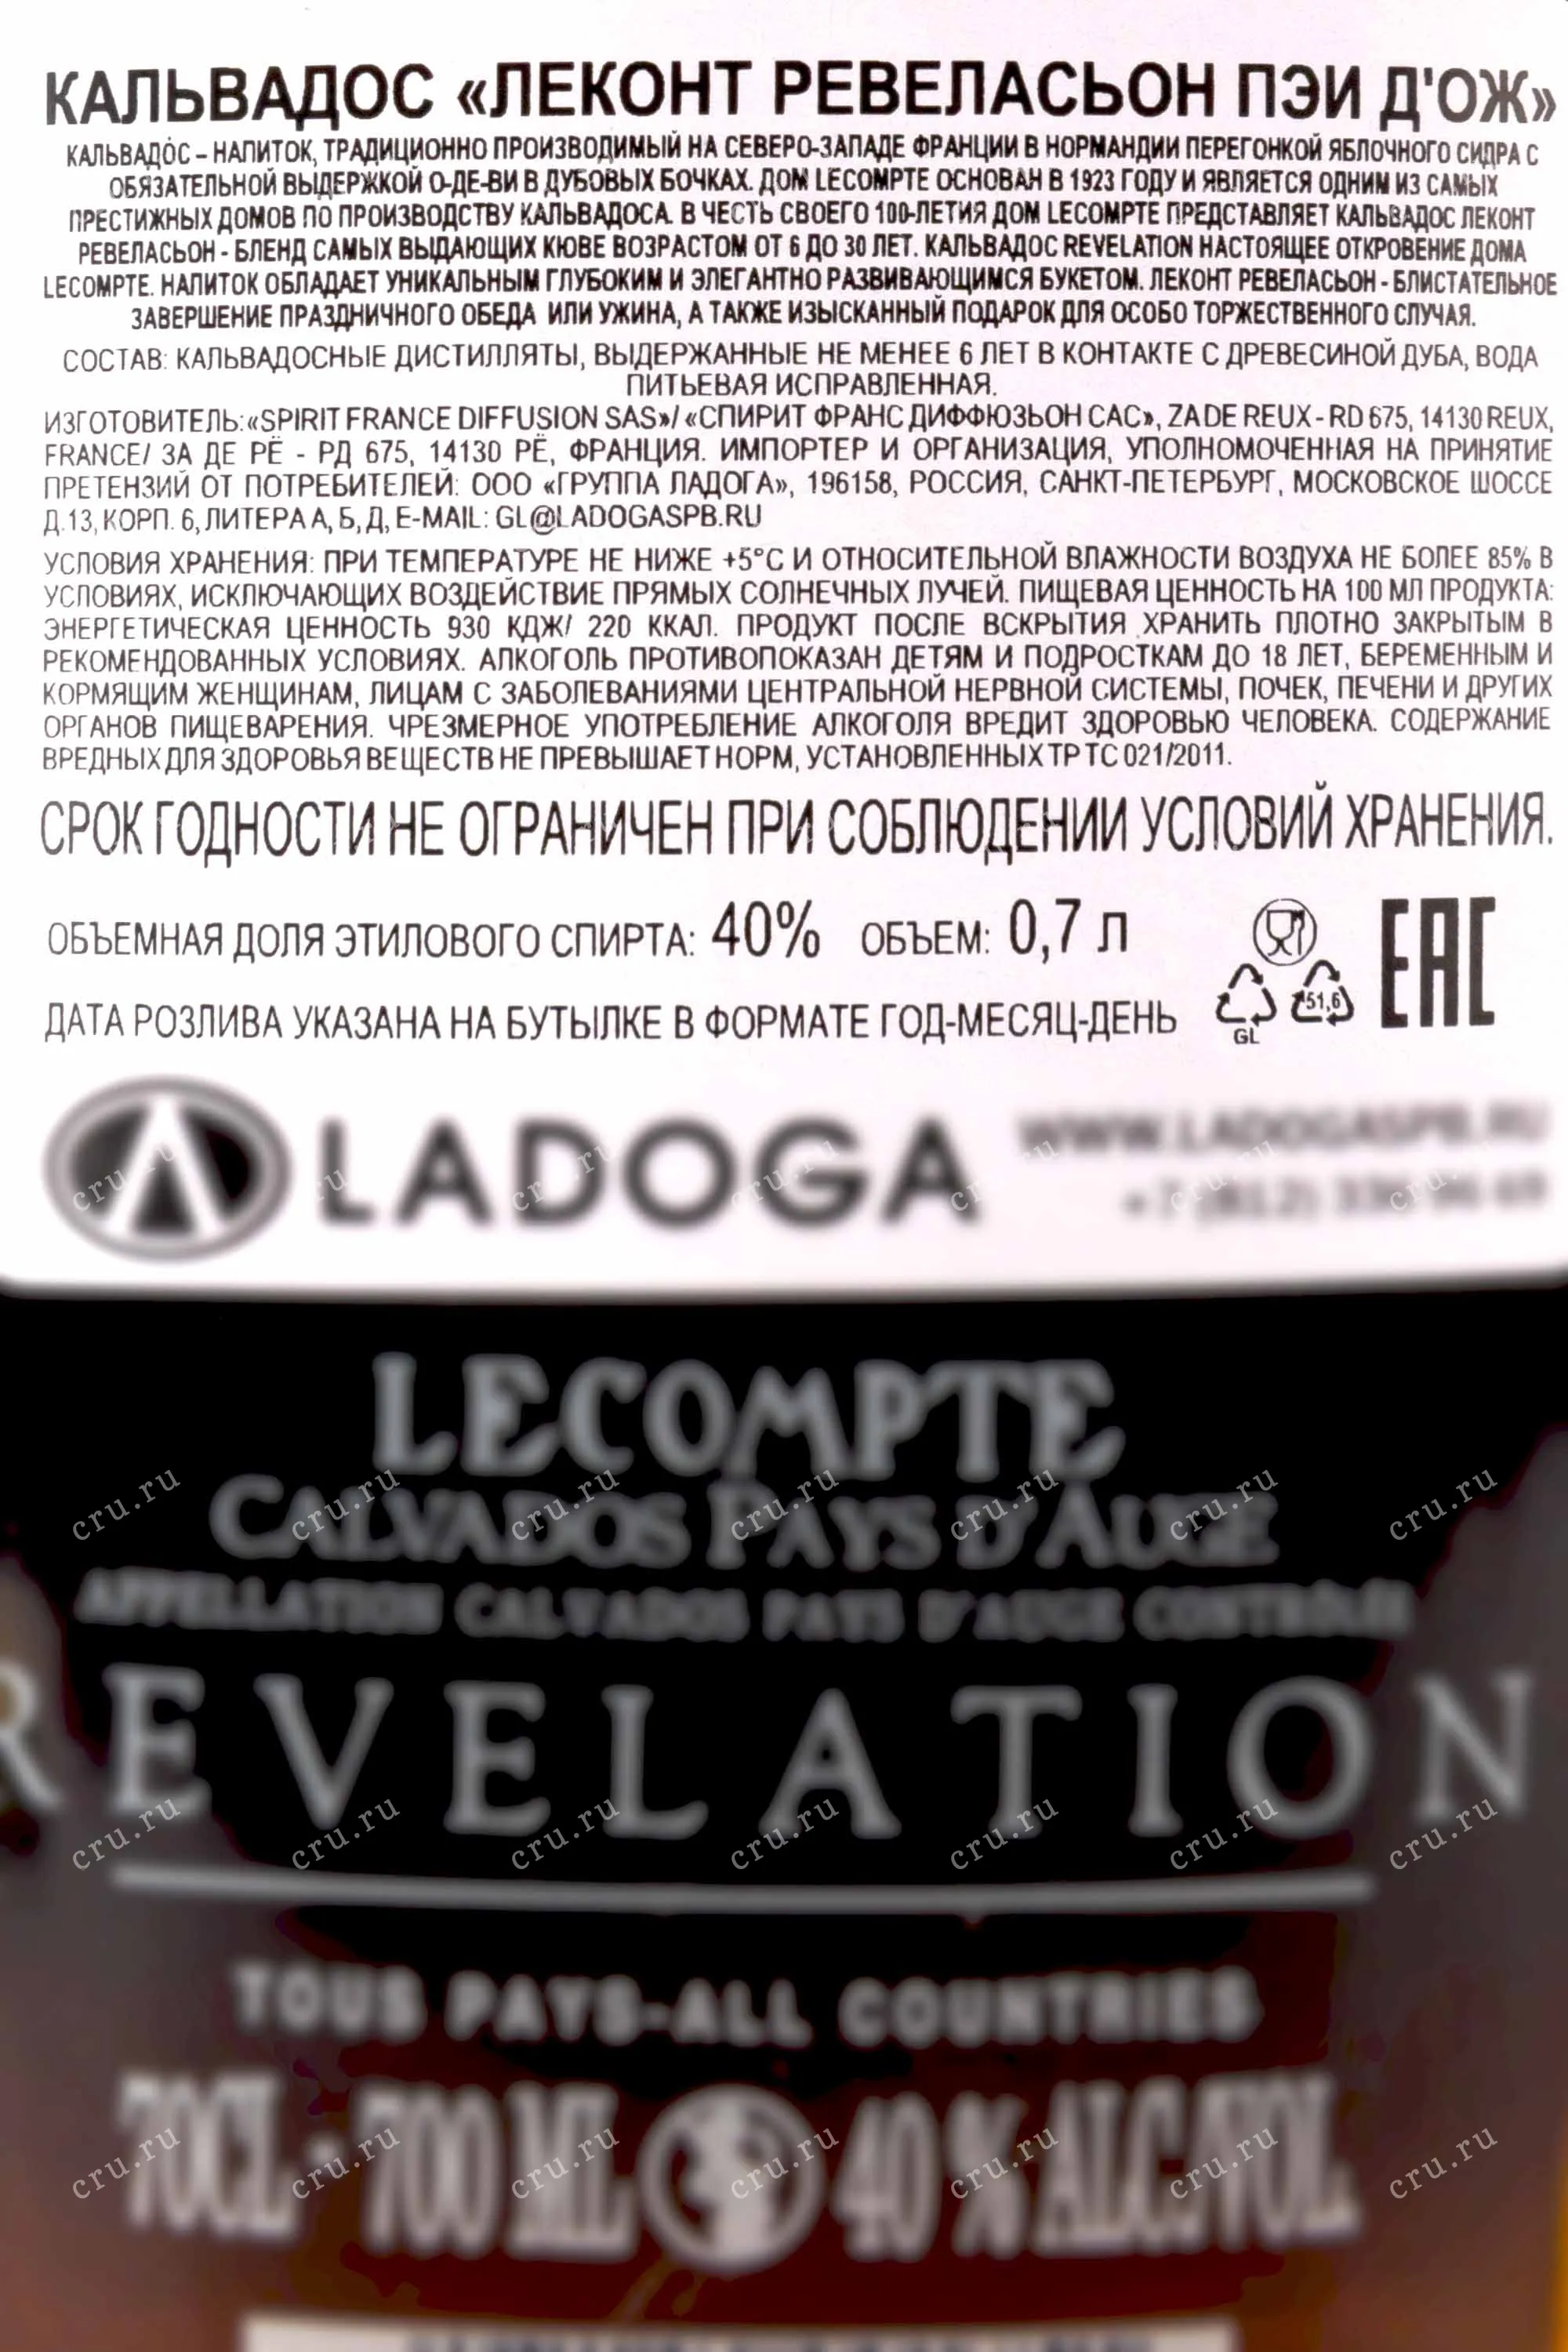 КАЛЬВАДОС «ЛЕКОНТ РЕВЕЛАСЬОН ПЭИ Д'ОЖ»
КАЛЬВАДОС – НАПИТОК, ТРАДИЦИОННО ПРОИЗВОДИМЫЙ НА СЕВЕРО-ЗАПАДЕ ФРАНЦИИ В НОРМАНДИИ ПЕРЕГОНКОЙ ЯБЛОЧНОГО СИДРА С
ОБЯЗАТЕЛЬНОЙ ВЫДЕРЖКОЙ О-ДЕ-ВИ В ДУБОВЫХ БОЧКАХ. ДОМ LECOMPTE ОСНОВАН В 1923 ГОДУ И ЯВЛЯЕТСЯ ОДНИМ ИЗ САМЫХ
ПРЕСТИЖНЫХ ДОМОВ ПО ПРОИЗВОДСТВУ КАЛЬВАДОСА. В ЧЕСТЬ СВОЕГО 100-ЛЕТИЯ ДОМ LECOMPTE ПРЕДСТАВЛЯЕТ КАЛЬВАДОС ЛЕКОНТ
РЕВЕЛАСЬОН - БЛЕНД САМЫХ ВЫДАЮЩИХ КЮВЕ ВОЗРАСТОМ ОТ 6 ДО 30 ЛЕТ. КАЛЬВАДОС REVELATION НАСТОЯЩЕЕ ОТКРОВЕНИЕ ДОМА
LECOMPTE. НАПИТОК ОБЛАДАЕТ УНИКАЛЬНЫМ ГЛУБОКИМ И ЭЛЕГАНТНО РАЗВИВАЮЩИМСЯ БУКЕТОМ. ЛЕКОНТ РЕВЕЛАСЬОН - БЛИСТАТЕЛЬНОЕ
ЗАВЕРШЕНИЕ ПРАЗДНИЧНОГО ОБЕДА ИЛИ УЖИНА, А ТАКЖЕ ИЗЫСКАННЫЙ ПОДАРОК ДЛЯ ОСОБО ТОРЖЕСТВЕННОГО СЛУЧАЯ.
СОСТАВ: КАЛЬВАДОСНЫЕ ДИСТИЛЛЯТЫ, ВЫДЕРЖАННЫЕ НЕ МЕНЕЕ 6 ЛЕТ В КОНТАКТЕ С ДРЕВЕСИНОЙ ДУБА, ВОДА
ПИТЬЕВАЯ ИСПРАВЛЕННАЯ.
ИЗГОТОВИТЕЛЬ: «SPIRIT FRANCE DIFFUSION SAS»/ «СПИРИТ ФРАНС ДИФФЮЗЬОН САС», ZA DE REUX - RD 675, 14130 REUX,
FRANCE/ ЗА ДЕ РЁ - РД 675, 14130 РЁ, ФРАНЦИЯ. ИМПОРТЕР И ОРГАНИЗАЦИЯ, УПОЛНОМОЧЕННАЯ НА ПРИНЯТИЕ
ПРЕТЕНЗИЙ ОТ ПОТРЕБИТЕЛЕЙ: ООО «ГРУППА ЛАДОГА», 196158, РОССИЯ, САНКТ-ПЕТЕРБУРГ, МОСКОВСКОЕ ШОССЕ
Д.13, КОРП. 6, ЛИТЕРА А, Б, Д, E-MAIL: GL@LADOGASPB.RU
УСЛОВИЯ ХРАНЕНИЯ: ПРИ ТЕМПЕРАТУРЕ НЕ НИЖЕ +5°С И ОТНОСИТЕЛЬНОЙ ВЛАЖНОСТИ ВОЗДУХА НЕ БОЛЕЕ 85% В
УСЛОВИЯХ, ИСКЛЮЧАЮЩИХ ВОЗДЕЙСТВИЕ ПРЯМЫХ СОЛНЕЧНЫХ ЛУЧЕЙ. ПИЩЕВАЯ ЦЕННОСТЬ НА 100 МЛ ПРОДУКТА:
ЭНЕРГЕТИЧЕСКАЯ ЦЕННОСТЬ 930 КДЖ/ 220 ККАЛ. ПРОДУКТ ПОСЛЕ ВСКРЫТИЯ ХРАНИТЬ ПЛОТНО ЗАКРЫТЫМ В
РЕКОМЕНДОВАННЫХ УСЛОВИЯХ. АЛКОГОЛЬ ПРОТИВОПОКАЗАН ДЕТЯМ И ПОДРОСТКАМ ДО 18 ЛЕТ, БЕРЕМЕННЫМ И
КОРМЯЩИМ ЖЕНЩИНАМ, ЛИЦАМ С ЗАБОЛЕВАНИЯМИ ЦЕНТРАЛЬНОЙ НЕРВНОЙ СИСТЕМЫ, ПОЧЕК, ПЕЧЕНИ И ДРУГИХ
ОРГАНОВ ПИЩЕВАРЕНИЯ. ЧРЕЗМЕРНОЕ УПОТРЕБЛЕНИЕ АЛКОГОЛЯ ВРЕДИТ ЗДОРОВЬЮ ЧЕЛОВЕКА. СОДЕРЖАНИЕ
ВРЕДНЫХ ДЛЯ ЗДОРОВЬЯ ВЕЩЕСТВ НЕ ПРЕВЫШАЕТ НОРМ, УСТАНОВЛЕННЫХ ТР ТС 021/2011.
СРОК ГОДНОСТИ НЕ ОГРАНИЧЕН ПРИ СОБЛЮДЕНИИ УСЛОВИЙ ХРАНЕНИЯ.
ОБЪЕМНАЯ ДОЛЯ ЭТИЛОВОГО СПИРТА: 40% ОБЪЕМ: 0,7 Л
ДАТА РОЗЛИВА УКАЗАНА НА БУТЫЛКЕ В ФОРМАТЕ ГОД-МЕСЯЦ-ДЕНЬ
GL 51,6 EAC
LADOGA WWW.LADOGASPB.RU
+7 (812)
LECOMPTE
CALVADOS PAYS D'AUGE
APPELLATION CALVADOS PAYS D'AUGE CONTRÔLÉE
REVELATION
TOUS PAYS-ALL COUNTRIES
70CL - 700 ML 40 % ALC/VOL
cru.ru